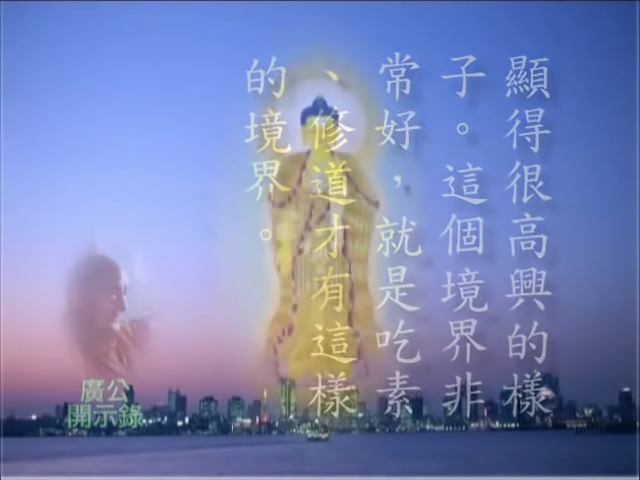 顯得很高興的樣
子。這個境界非
常好，就是吃素
、修道才有這樣
的境界。
廣公
開示錄